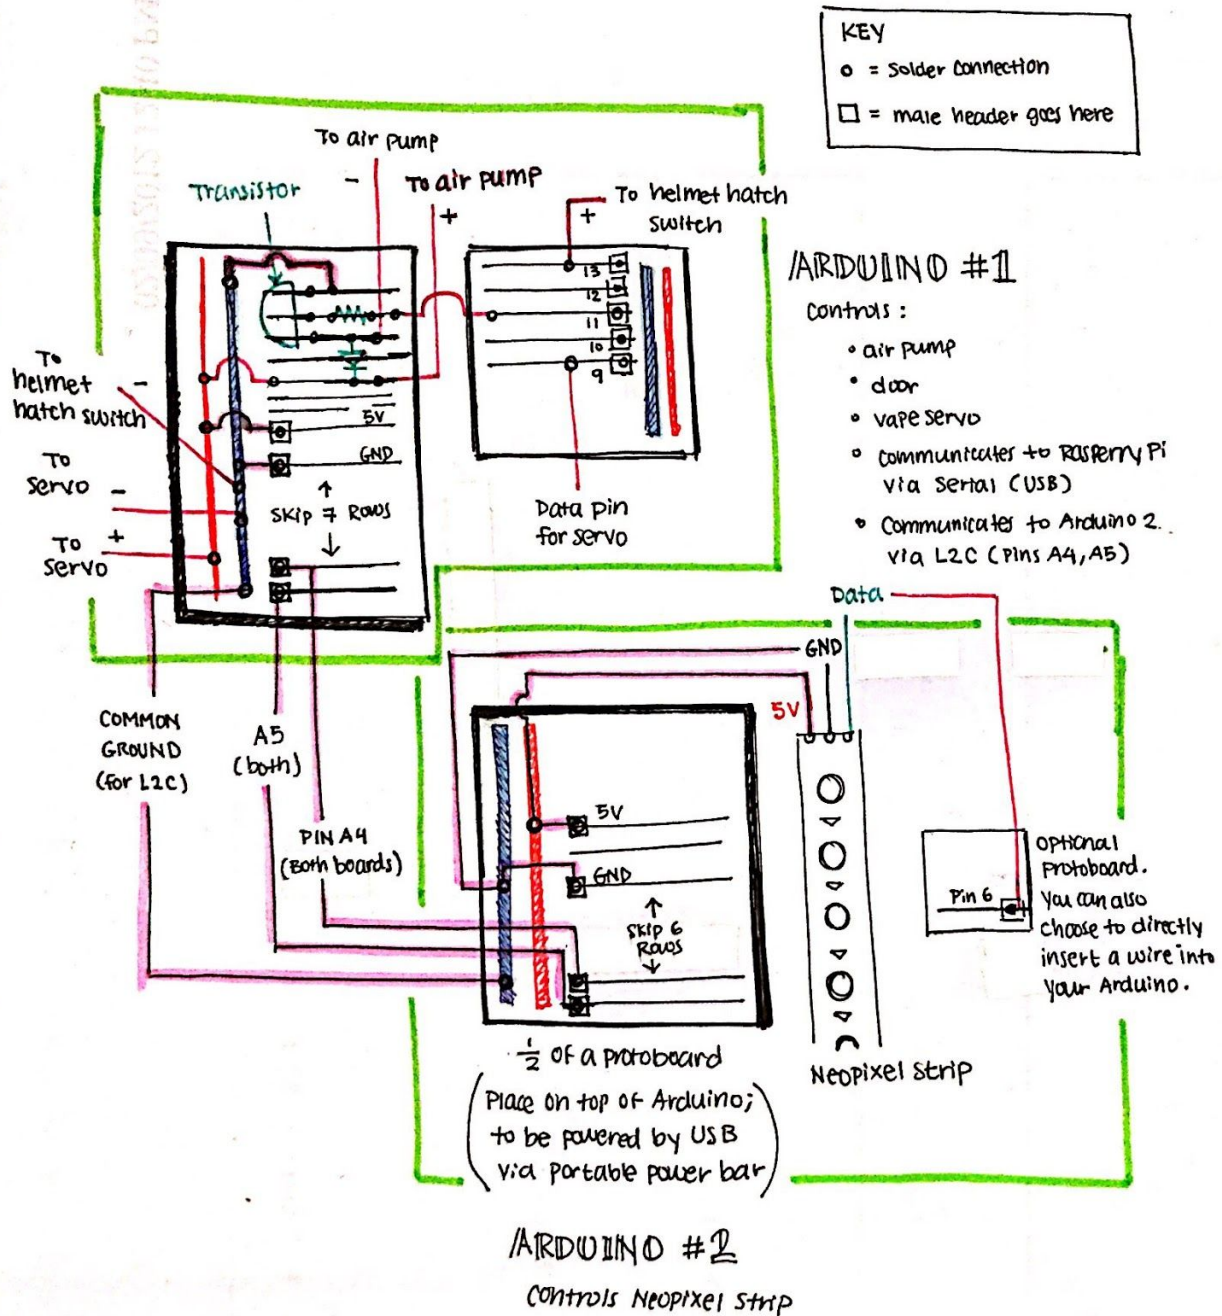 KEY
o = Solder Connection
□ = male header goes here
To air pump
-
To air pump
+
Transistor
To helmet hatch
switch
+
13
12
11
10
9
5V
GND
SKIP 7 ROWS
To
helmet
hatch switch
-
To
servo
-
To
servo
+
Data pin
for servo
ARDUINO #1
Controls:
• air pump
• door
• vape servo
• communicates to Rasperry Pi
via Serial (USB)
• Communicates to Arduino 2
via L2C (Pins A4, A5)
COMMON
GROUND
(for L2C)
A5
(both)
PIN A4
(Both boards)
Data
GND
5V
5V
GND
SKIP 6
Rows
Pin 6
optional
Protoboard.
You can also
choose to directly
insert a wire into
your Arduino.
Neopixel Strip
1/2 of a protoboard
(Place on top of Arduino;
to be powered by USB
via portable power bar)
ARDUINO #2
Controls Neopixel Strip